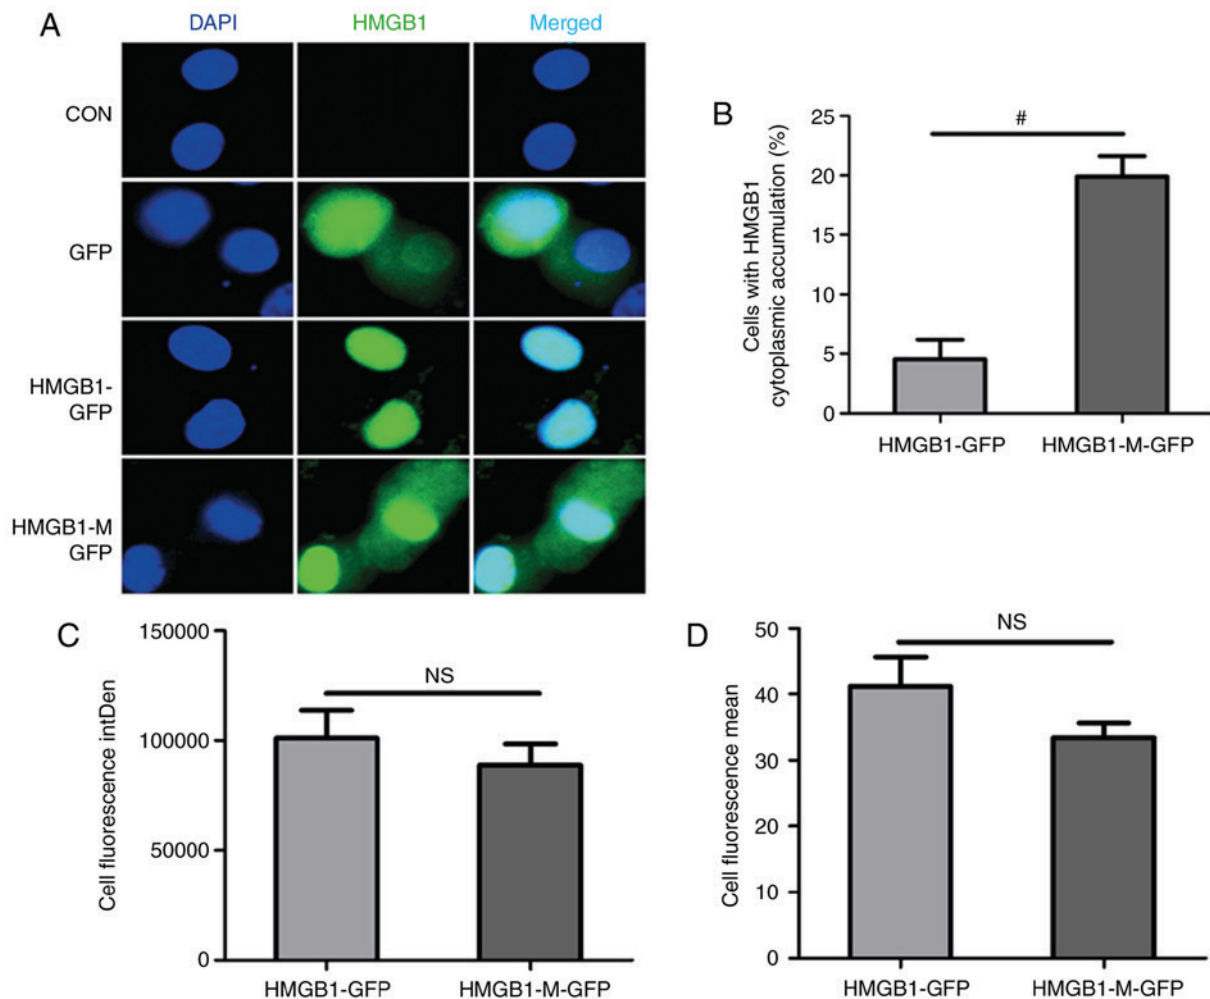 A
DAPI HMGB1 Merged
CON
GFP
HMGB1-
GFP
HMGB1-M
GFP
B
Cells with HMGB1
cytoplasmic accumulation (%)
25
20
25
10
5
0
#
HMGB1-GFP HMGB1-M-GFP
C
Cell fluorescence intDen
150000
100000
50000
0
NS
HMGB1-GFP HMGB1-M-GFP
D
Cell fluorescence mean
50
40
30
20
10
0
NS
HMGB1-GFP HMGB1-M-GFP